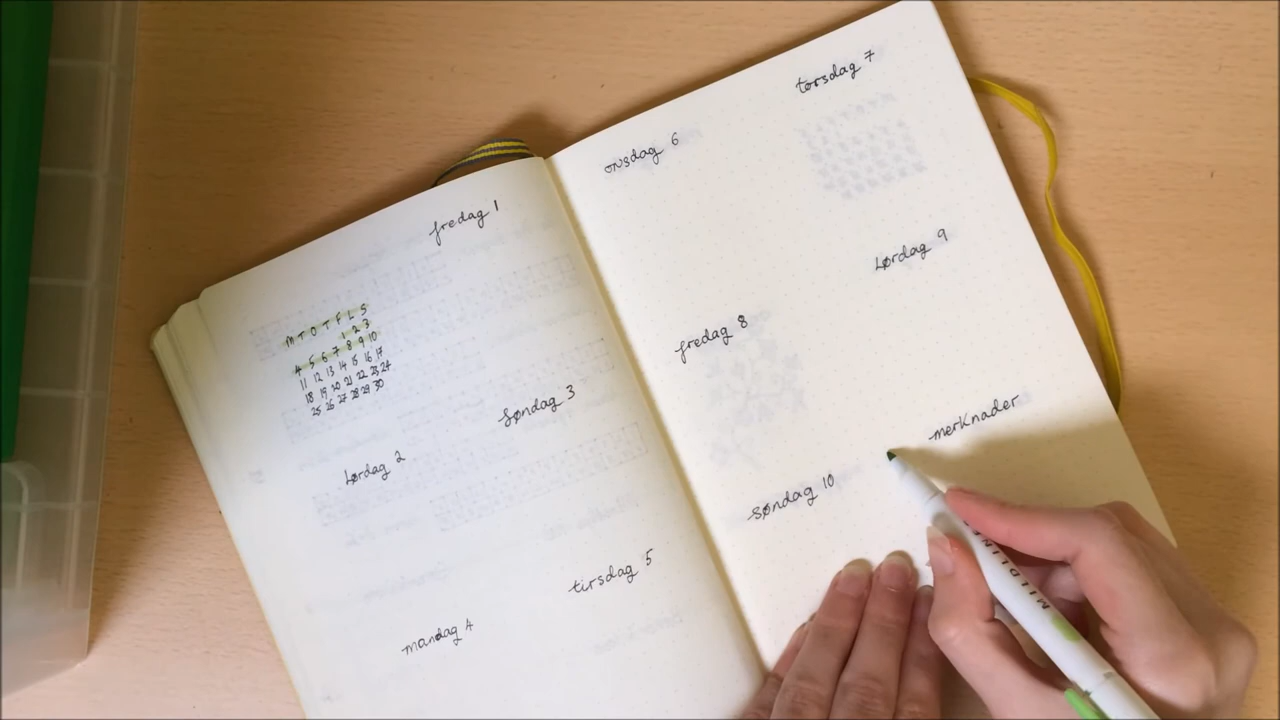 fredag 1
M T O T F L S
1 2 3
4 5 6 7 8 9 10
11 12 13 14 15 16 17
18 19 20 21 22 23 24
25 26 27 28 29 30
lørdag 2
søndag 3
mandag 4
tirsdag 5
onsdag 6
torsdag 7
fredag 8
lørdag 9
søndag 10
merknader
MILDLINE